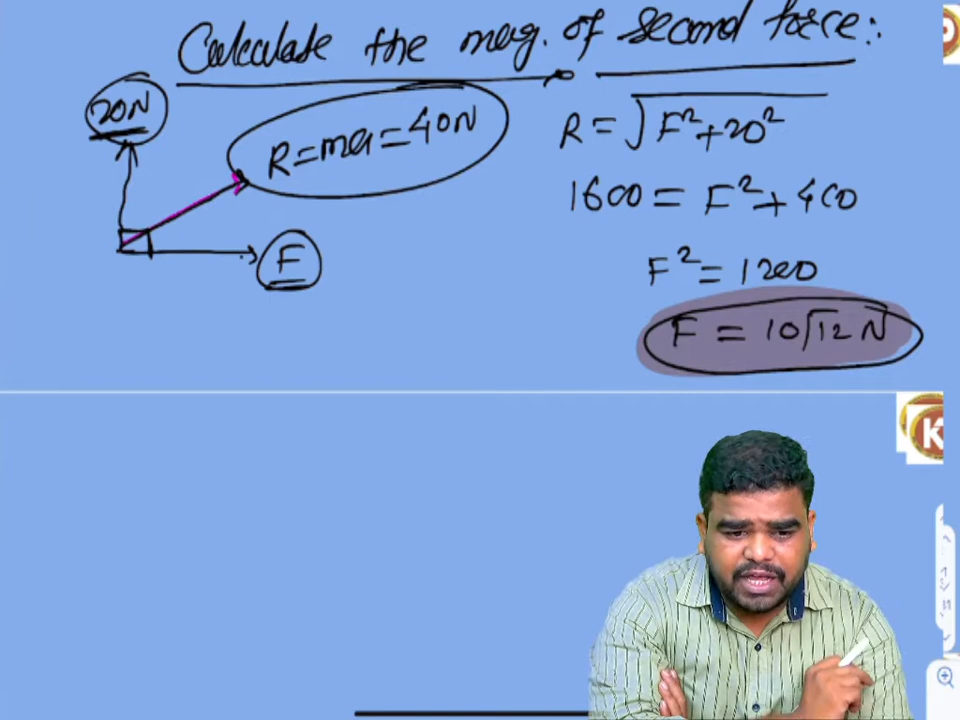 Calculate the mag. of second force:
20N
R=ma=40N
F
R = √F²+20²
1600 = F²+400
F² = 1200
F = 10√12 N
K